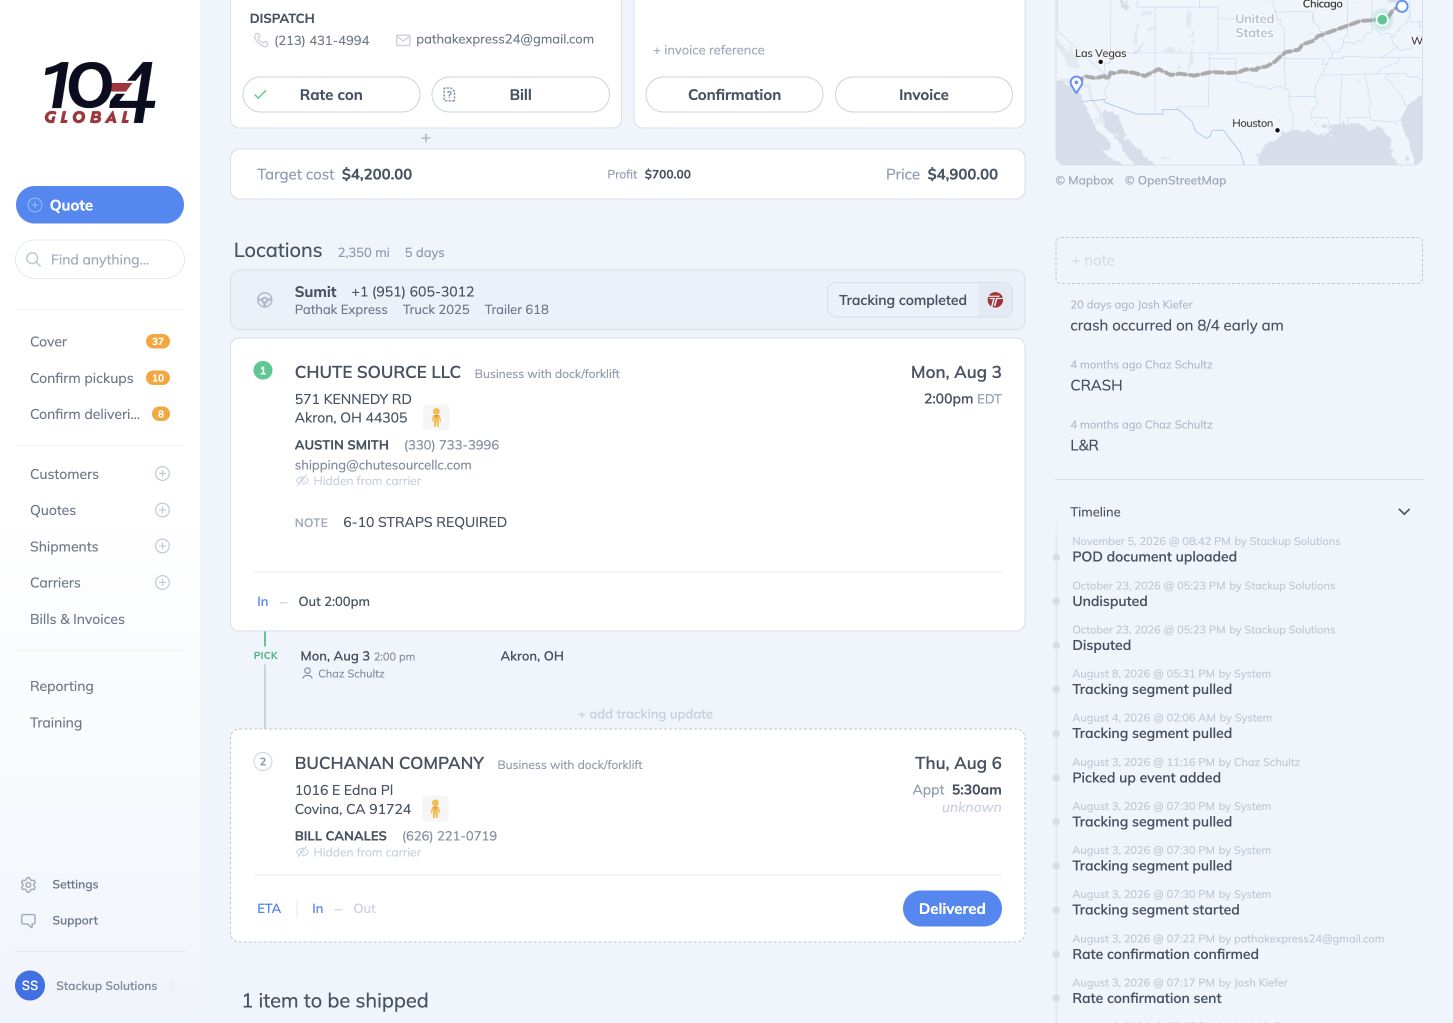 104
GLOBAL
Quote
Find anything...
Cover 37
Confirm pickups 10
Confirm deliveri... 8
Customers
Quotes
Shipments
Carriers
Bills & Invoices
Reporting
Training
Settings
Support
SS Stackup Solutions
DISPATCH
(213) 431-4994 pathakexpress24@gmail.com
Rate con Bill
+ invoice reference
Confirmation Invoice
+
Target cost $4,200.00 Profit $700.00 Price $4,900.00
Locations 2,350 mi 5 days
Sumit +1 (951) 605-3012
Pathak Express Truck 2025 Trailer 618
Tracking completed
1 CHUTE SOURCE LLC Business with dock/forklift Mon, Aug 3
571 KENNEDY RD 2:00pm EDT
Akron, OH 44305
AUSTIN SMITH (330) 733-3996
shipping@chutesourcellc.com
Hidden from carrier
NOTE 6-10 STRAPS REQUIRED
In – Out 2:00pm
PICK Mon, Aug 3 2:00 pm Akron, OH
Chaz Schultz
+ add tracking update
2 BUCHANAN COMPANY Business with dock/forklift Thu, Aug 6
1016 E Edna Pl Appt 5:30am
Covina, CA 91724 unknown
BILL CANALES (626) 221-0719
Hidden from carrier
ETA In – Out Delivered
1 item to be shipped
Chicago
United
States
W
Las Vegas
Houston
© Mapbox © OpenStreetMap
+ note
20 days ago Josh Kiefer
crash occurred on 8/4 early am
4 months ago Chaz Schultz
CRASH
4 months ago Chaz Schultz
L&R
Timeline
November 5, 2026 @ 08:42 PM by Stackup Solutions
POD document uploaded
October 23, 2026 @ 05:23 PM by Stackup Solutions
Undisputed
October 23, 2026 @ 05:23 PM by Stackup Solutions
Disputed
August 8, 2026 @ 05:31 PM by System
Tracking segment pulled
August 4, 2026 @ 02:06 AM by System
Tracking segment pulled
August 3, 2026 @ 11:16 PM by Chaz Schultz
Picked up event added
August 3, 2026 @ 07:30 PM by System
Tracking segment pulled
August 3, 2026 @ 07:30 PM by System
Tracking segment pulled
August 3, 2026 @ 07:30 PM by System
Tracking segment started
August 3, 2026 @ 07:22 PM by pathakexpress24@gmail.com
Rate confirmation confirmed
August 3, 2026 @ 07:17 PM by Josh Kiefer
Rate confirmation sent